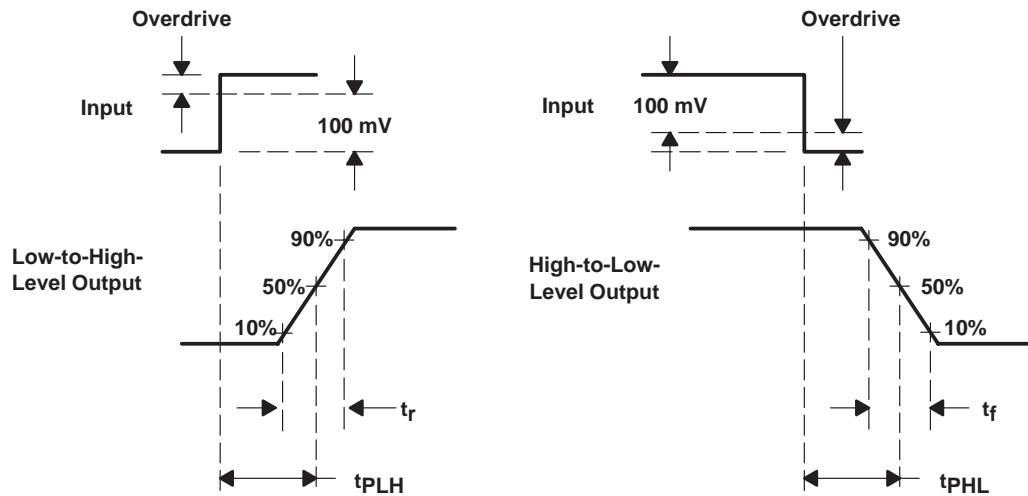 Overdrive
Input
100 mV
Low-to-High-
Level Output
90%
50%
10%
tr
tPLH
Overdrive
Input
100 mV
High-to-Low-
Level Output
90%
50%
10%
tf
tPHL